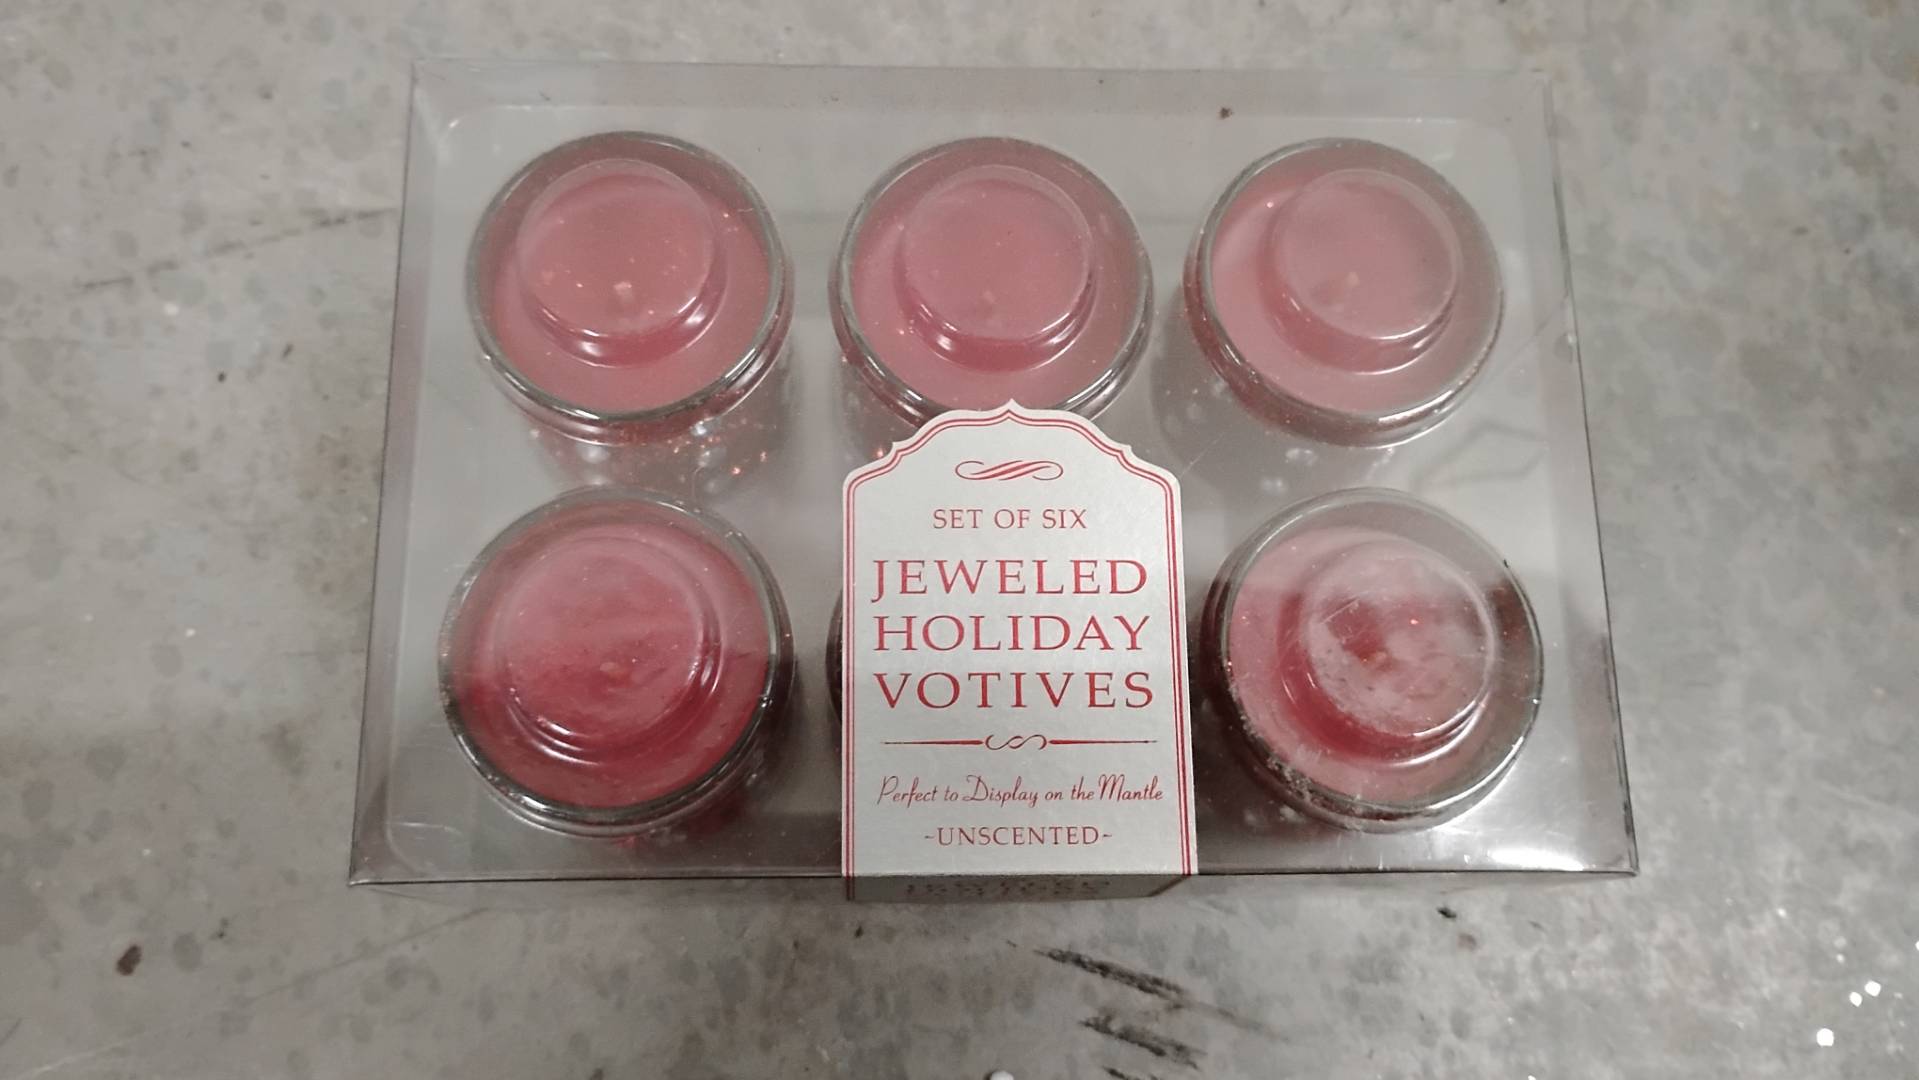 SET OF SIX
JEWELED
HOLIDAY
VOTIVES
Perfect to Display on the Mantle
-UNSCENTED-